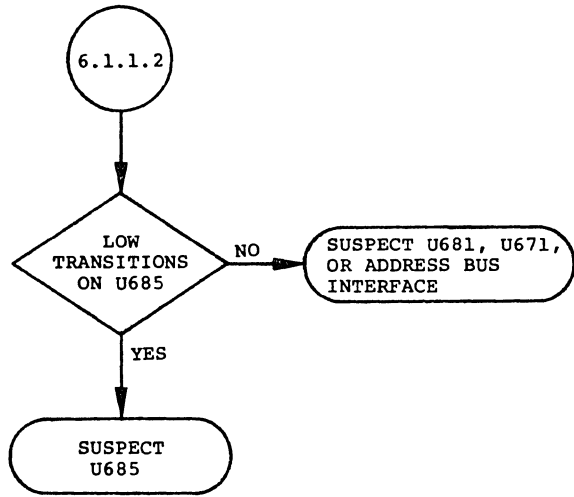 6.1.1.2
LOW
TRANSITIONS
ON U685
NO
SUSPECT U681, U671,
OR ADDRESS BUS
INTERFACE
YES
SUSPECT
U685